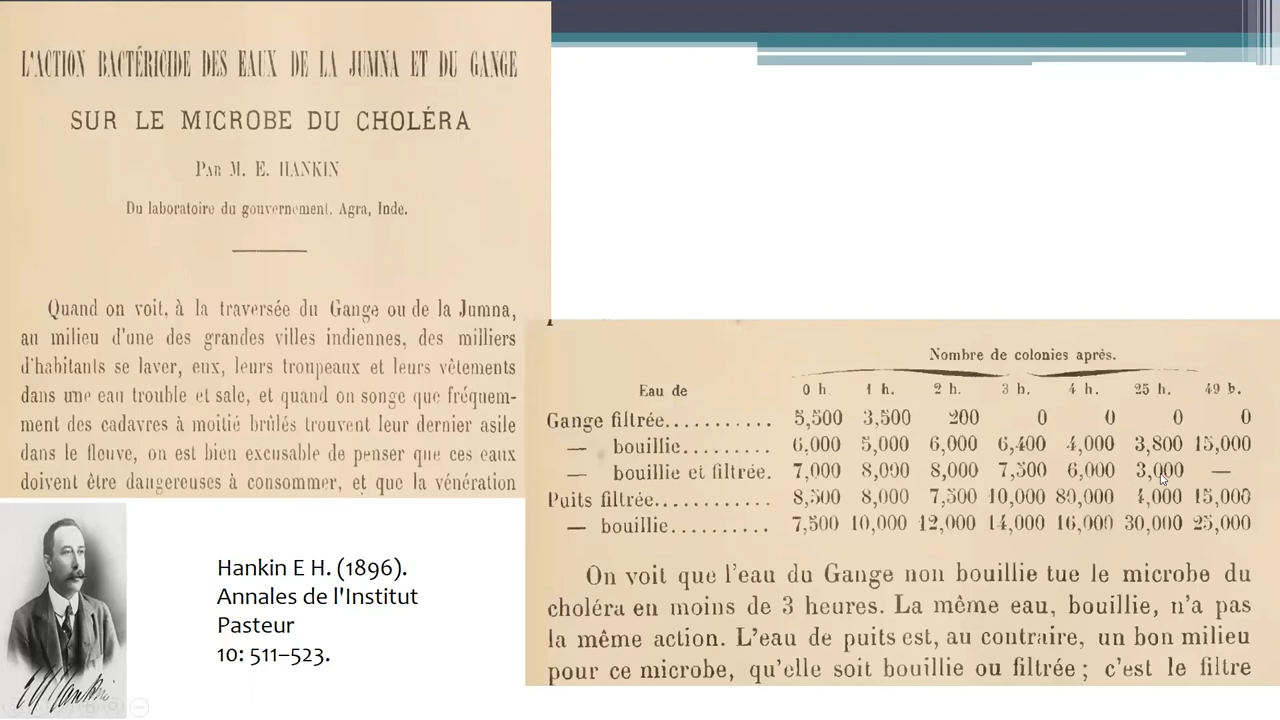 L'ACTION BACTÉRICIDE DES EAUX DE LA JUMNA ET DU GANGE
SUR LE MICROBE DU CHOLÉRA
PAR M. E. HANKIN
Du laboratoire du gouvernement. Agra, Inde.
Quand on voit, à la traversée du Gange ou de la Jumna,
au milieu d'une des grandes villes indiennes, des milliers
d'habitants se laver, eux, leurs troupeaux et leurs vêtements
dans une eau trouble et sale, et quand on songe que fréquem-
ment des cadavres à moitié brûlés trouvent leur dernier asile
dans le fleuve, on est bien excusable de penser que ces eaux
doivent être dangereuses à consommer, et que la vénération
Hankin E H. (1896).
Annales de l'Institut
Pasteur
10: 511–523.
Nombre de colonies après.
Eau de 0 h. 1 h. 2 h. 3 h. 4 h. 25 h. 49 h.
Gange filtrée........... 5,500 3,500 200 0 0 0 0
— bouillie......... 6,000 5,000 6,000 6,400 4,000 3,800 15,000
— bouillie et filtrée. 7,000 8,000 8,000 7,500 6,000 3,000 —
Puits filtrée............ 8,500 8,000 7,500 10,000 80,000 4,000 15,000
— bouillie.......... 7,500 10,000 12,000 14,000 16,000 30,000 25,000
On voit que l'eau du Gange non bouillie tue le microbe du
choléra en moins de 3 heures. La même eau, bouillie, n'a pas
la même action. L'eau de puits est, au contraire, un bon milieu
pour ce microbe, qu'elle soit bouillie ou filtrée ; c'est le filtre